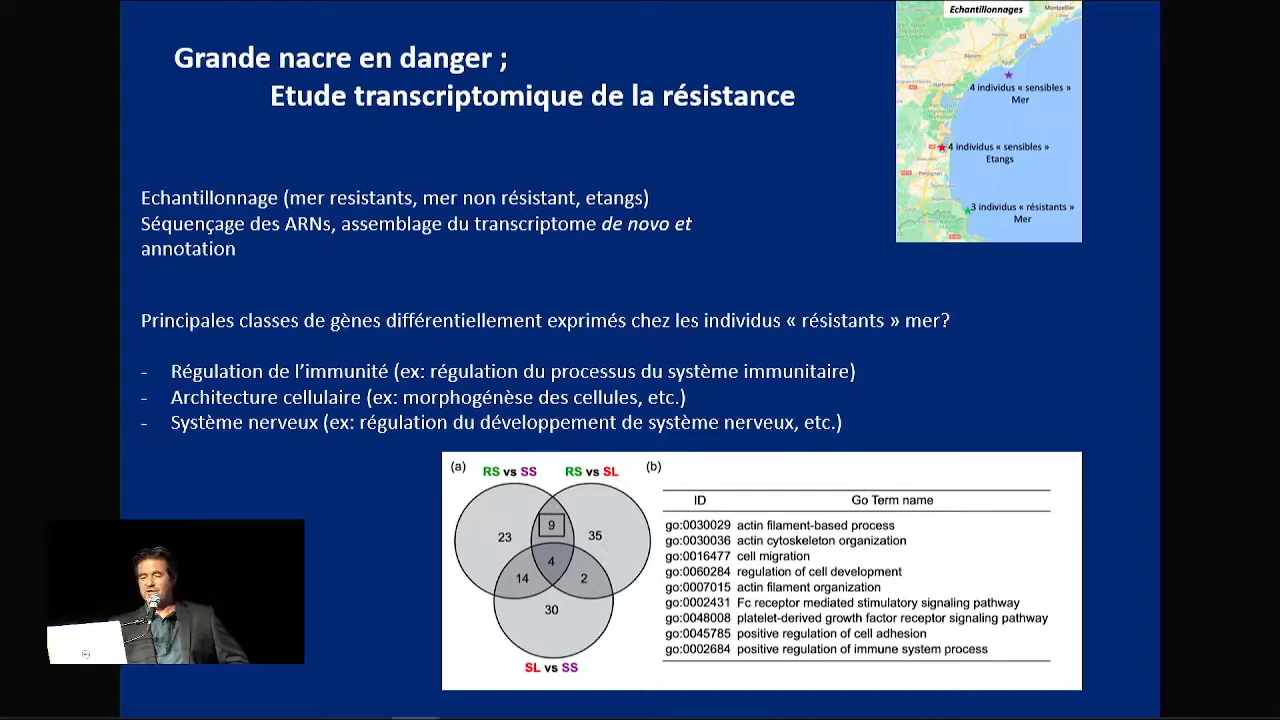 Grande nacre en danger ;
Etude transcriptomique de la résistance
Echantillonnages
Montpellier
Béziers
Narbonne
4 individus « sensibles »
Mer
4 individus « sensibles »
Etangs
Perpignan
3 individus « résistants »
Mer
Echantillonnage (mer resistants, mer non résistant, etangs)
Séquençage des ARNs, assemblage du transcriptome de novo et
annotation
Principales classes de gènes différentiellement exprimés chez les individus « résistants » mer?
- Régulation de l’immunité (ex: régulation du processus du système immunitaire)
- Architecture cellulaire (ex: morphogénèse des cellules, etc.)
- Système nerveux (ex: régulation du développement de système nerveux, etc.)
(a) RS vs SS RS vs SL
23 9 35
4
14 2
30
SL vs SS
(b)
ID Go Term name
go:0030029 actin filament-based process
go:0030036 actin cytoskeleton organization
go:0016477 cell migration
go:0060284 regulation of cell development
go:0007015 actin filament organization
go:0002431 Fc receptor mediated stimulatory signaling pathway
go:0048008 platelet-derived growth factor receptor signaling pathway
go:0045785 positive regulation of cell adhesion
go:0002684 positive regulation of immune system process